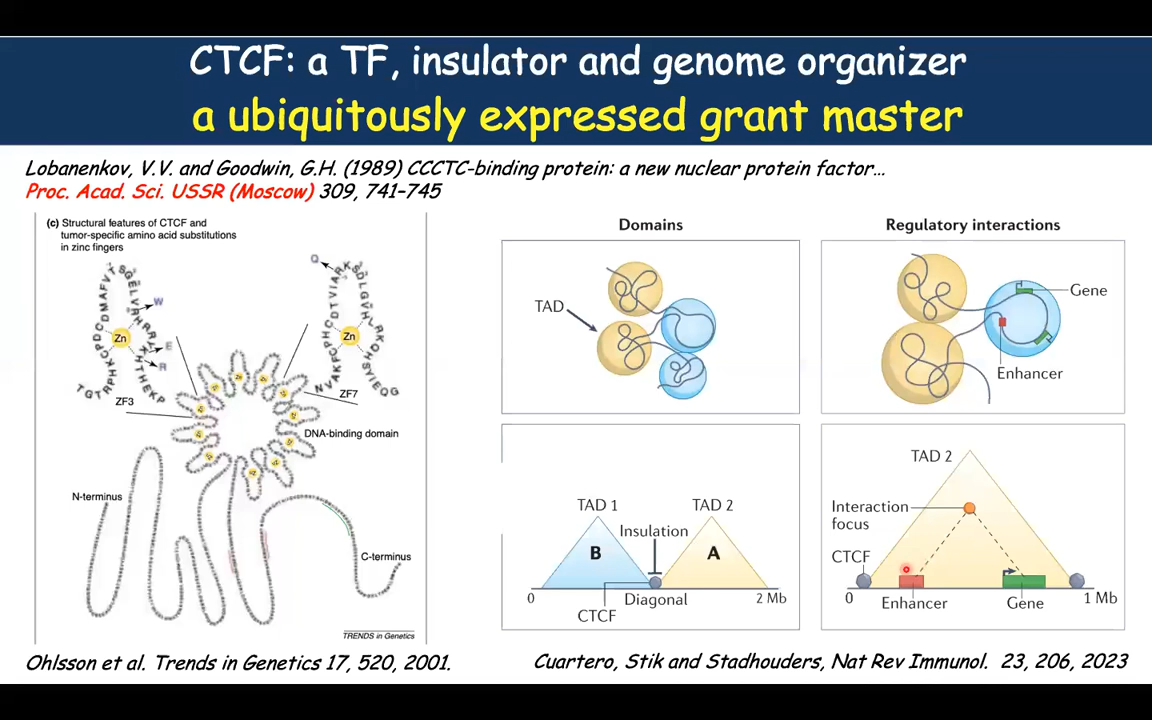 CTCF: a TF, insulator and genome organizer
a ubiquitously expressed grant master
Lobanenkov, V.V. and Goodwin, G.H. (1989) CCCTC-binding protein: a new nuclear protein factor…
Proc. Acad. Sci. USSR (Moscow) 309, 741-745
(c) Structural features of CTCF and
tumor-specific amino acid substitutions
in zinc fingers
Q
W
E
R
Zn
Zn
ZF3
ZF7
DNA-binding domain
N-terminus
C-terminus
TRENDS in Genetics
Domains
TAD
Regulatory interactions
Gene
Enhancer
TAD 1
TAD 2
Insulation
B
A
0
Diagonal
2 Mb
CTCF
TAD 2
Interaction
focus
CTCF
0
Enhancer
Gene
1 Mb
Ohlsson et al. Trends in Genetics 17, 520, 2001.
Cuartero, Stik and Stadhouders, Nat Rev Immunol. 23, 206, 2023